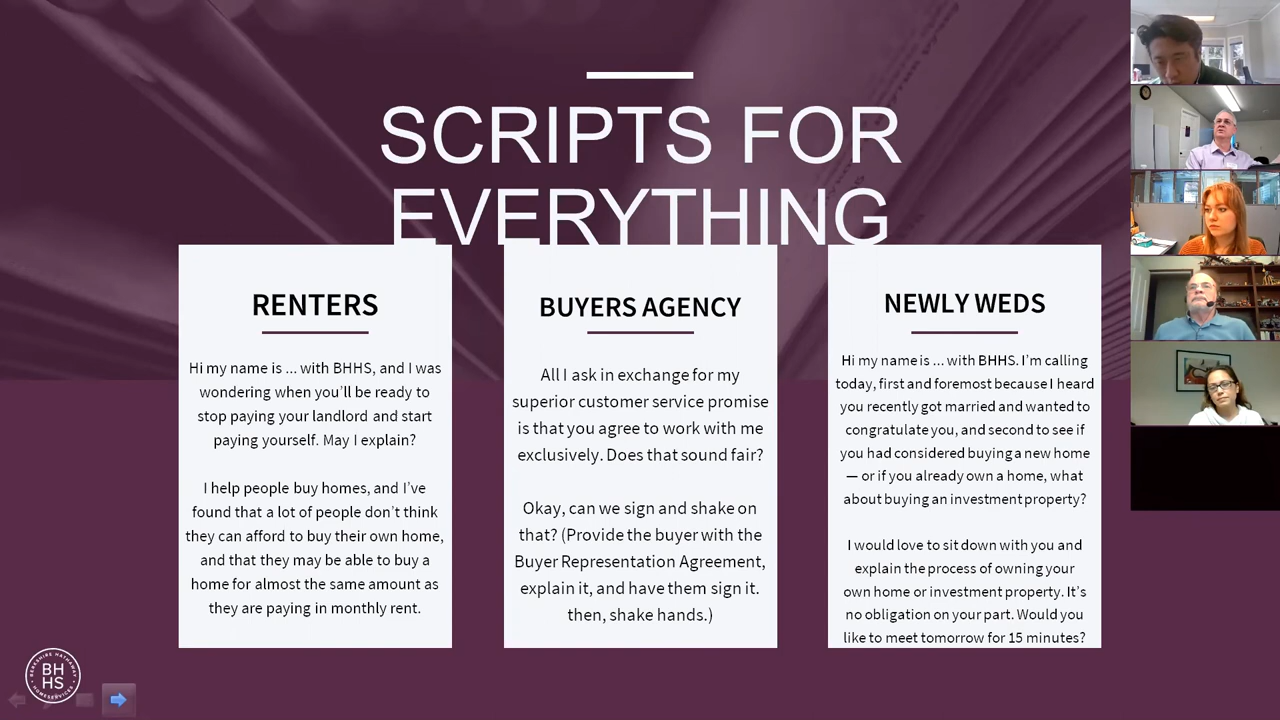 SCRIPTS FOR
EVERYTHING
RENTERS
Hi my name is ... with BHHS, and I was
wondering when you’ll be ready to
stop paying your landlord and start
paying yourself. May I explain?
I help people buy homes, and I’ve
found that a lot of people don’t think
they can afford to buy their own home,
and that they may be able to buy a
home for almost the same amount as
they are paying in monthly rent.
BUYERS AGENCY
All I ask in exchange for my
superior customer service promise
is that you agree to work with me
exclusively. Does that sound fair?
Okay, can we sign and shake on
that? (Provide the buyer with the
Buyer Representation Agreement,
explain it, and have them sign it.
then, shake hands.)
NEWLY WEDS
Hi my name is ... with BHHS. I’m calling
today, first and foremost because I heard
you recently got married and wanted to
congratulate you, and second to see if
you had considered buying a new home
— or if you already own a home, what
about buying an investment property?
I would love to sit down with you and
explain the process of owning your
own home or investment property. It’s
no obligation on your part. Would you
like to meet tomorrow for 15 minutes?
BERKSHIRE HATHAWAY
BH
HS
HOMESERVICES